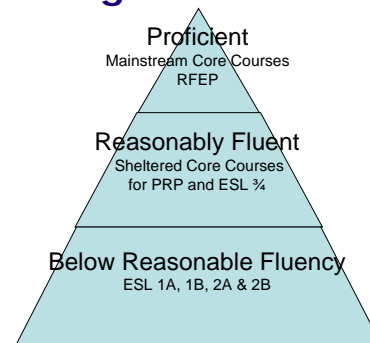 Proficient
Mainstream Core Courses
RFEP
Reasonably Fluent
Sheltered Core Courses
for PRP and ESL ¾
Below Reasonable Fluency
ESL 1A, 1B, 2A & 2B